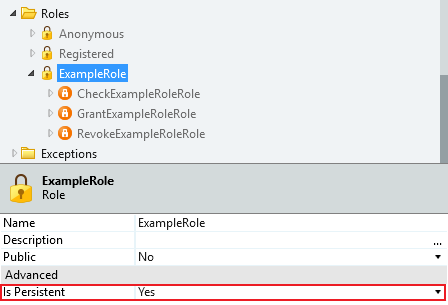 Roles
Anonymous
Registered
ExampleRole
CheckExampleRoleRole
GrantExampleRoleRole
RevokeExampleRoleRole
Exceptions
ExampleRole
Role
Name ExampleRole
Description ...
Public No
Advanced
Is Persistent Yes